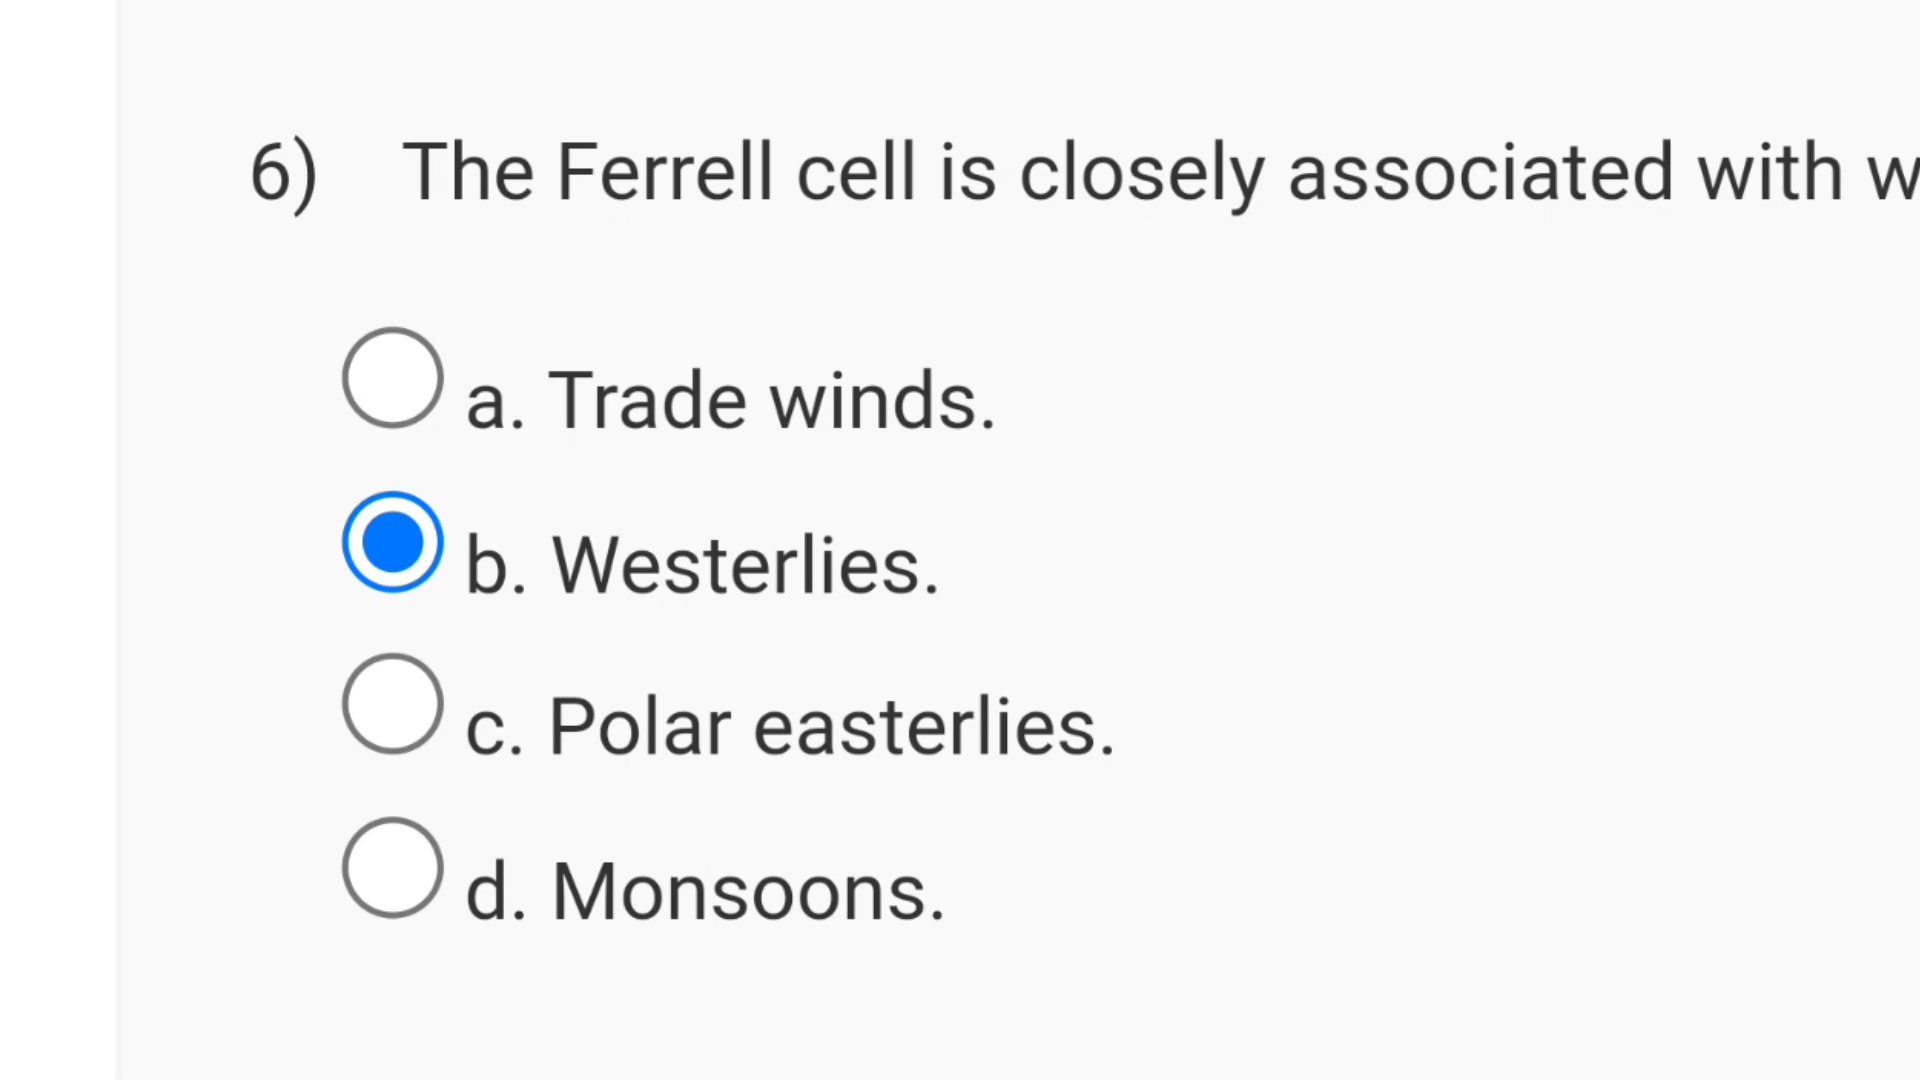 6) The Ferrell cell is closely associated with
a. Trade winds.
b. Westerlies.
c. Polar easterlies.
d. Monsoons.